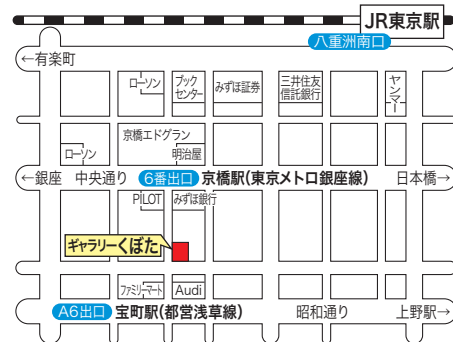 JR東京駅
八重洲南口
←有楽町
ローソン
ブック
センター
みずほ証券
三井住友
信託銀行
ヤンマー
京橋エドグラン
ローソン
明治屋
←銀座 中央通り 6番出口 京橋駅(東京メトロ銀座線) 日本橋→
PILOT
みずほ銀行
ギャラリーくぼた
ファミリーマート
Audi
A6出口 宝町駅(都営浅草線) 昭和通り 上野駅→